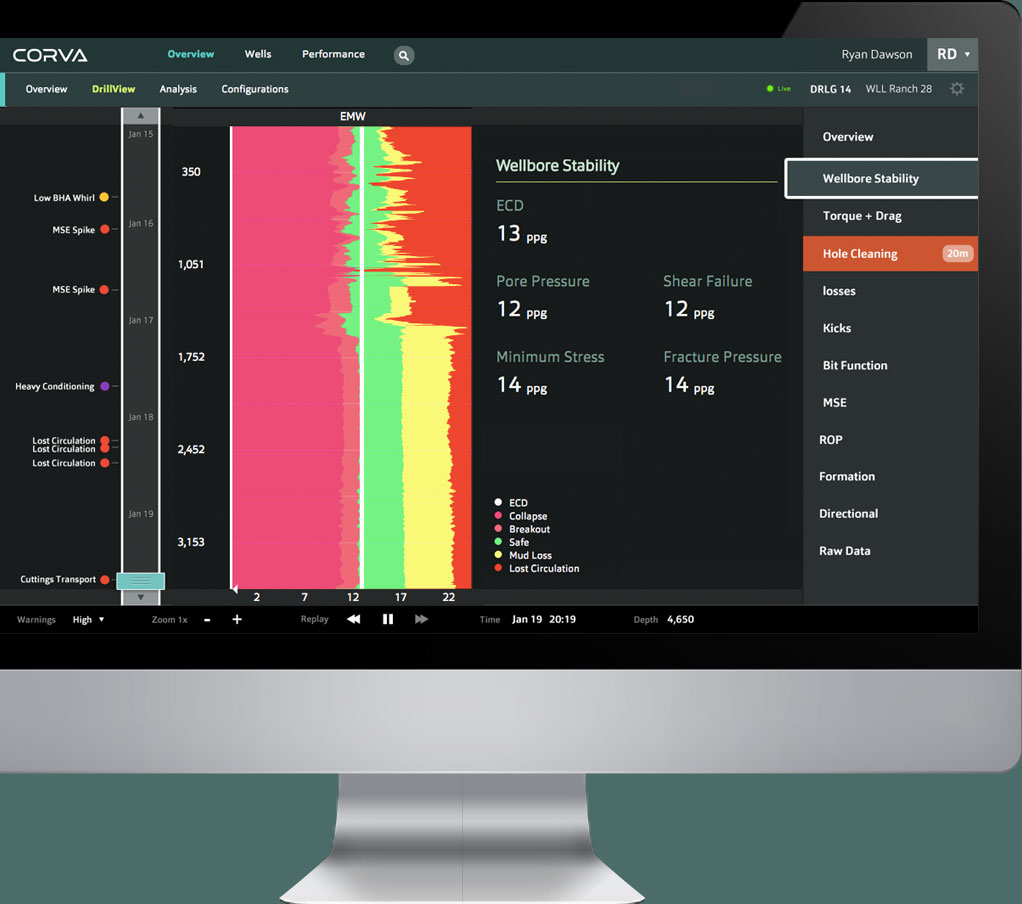 CORVA
Overview Wells Performance
Ryan Dawson RD
Overview DrillView Analysis Configurations
Live DRLG 14 WLL Ranch 28
EMW
Jan 15
Jan 16
Jan 17
Jan 18
Jan 19
Low BHA Whirl
MSE Spike
MSE Spike
Heavy Conditioning
Lost Circulation
Lost Circulation
Lost Circulation
Cuttings Transport
350
1,051
1,752
2,452
3,153
2 7 12 17 22
Wellbore Stability
ECD
13 ppg
Pore Pressure Shear Failure
12 ppg 12 ppg
Minimum Stress Fracture Pressure
14 ppg 14 ppg
ECD
Collapse
Breakout
Safe
Mud Loss
Lost Circulation
Overview
Wellbore Stability
Torque + Drag
Hole Cleaning 20m
losses
Kicks
Bit Function
MSE
ROP
Formation
Directional
Raw Data
Warnings High Zoom 1x - + Replay Time Jan 19 20:19 Depth 4,650